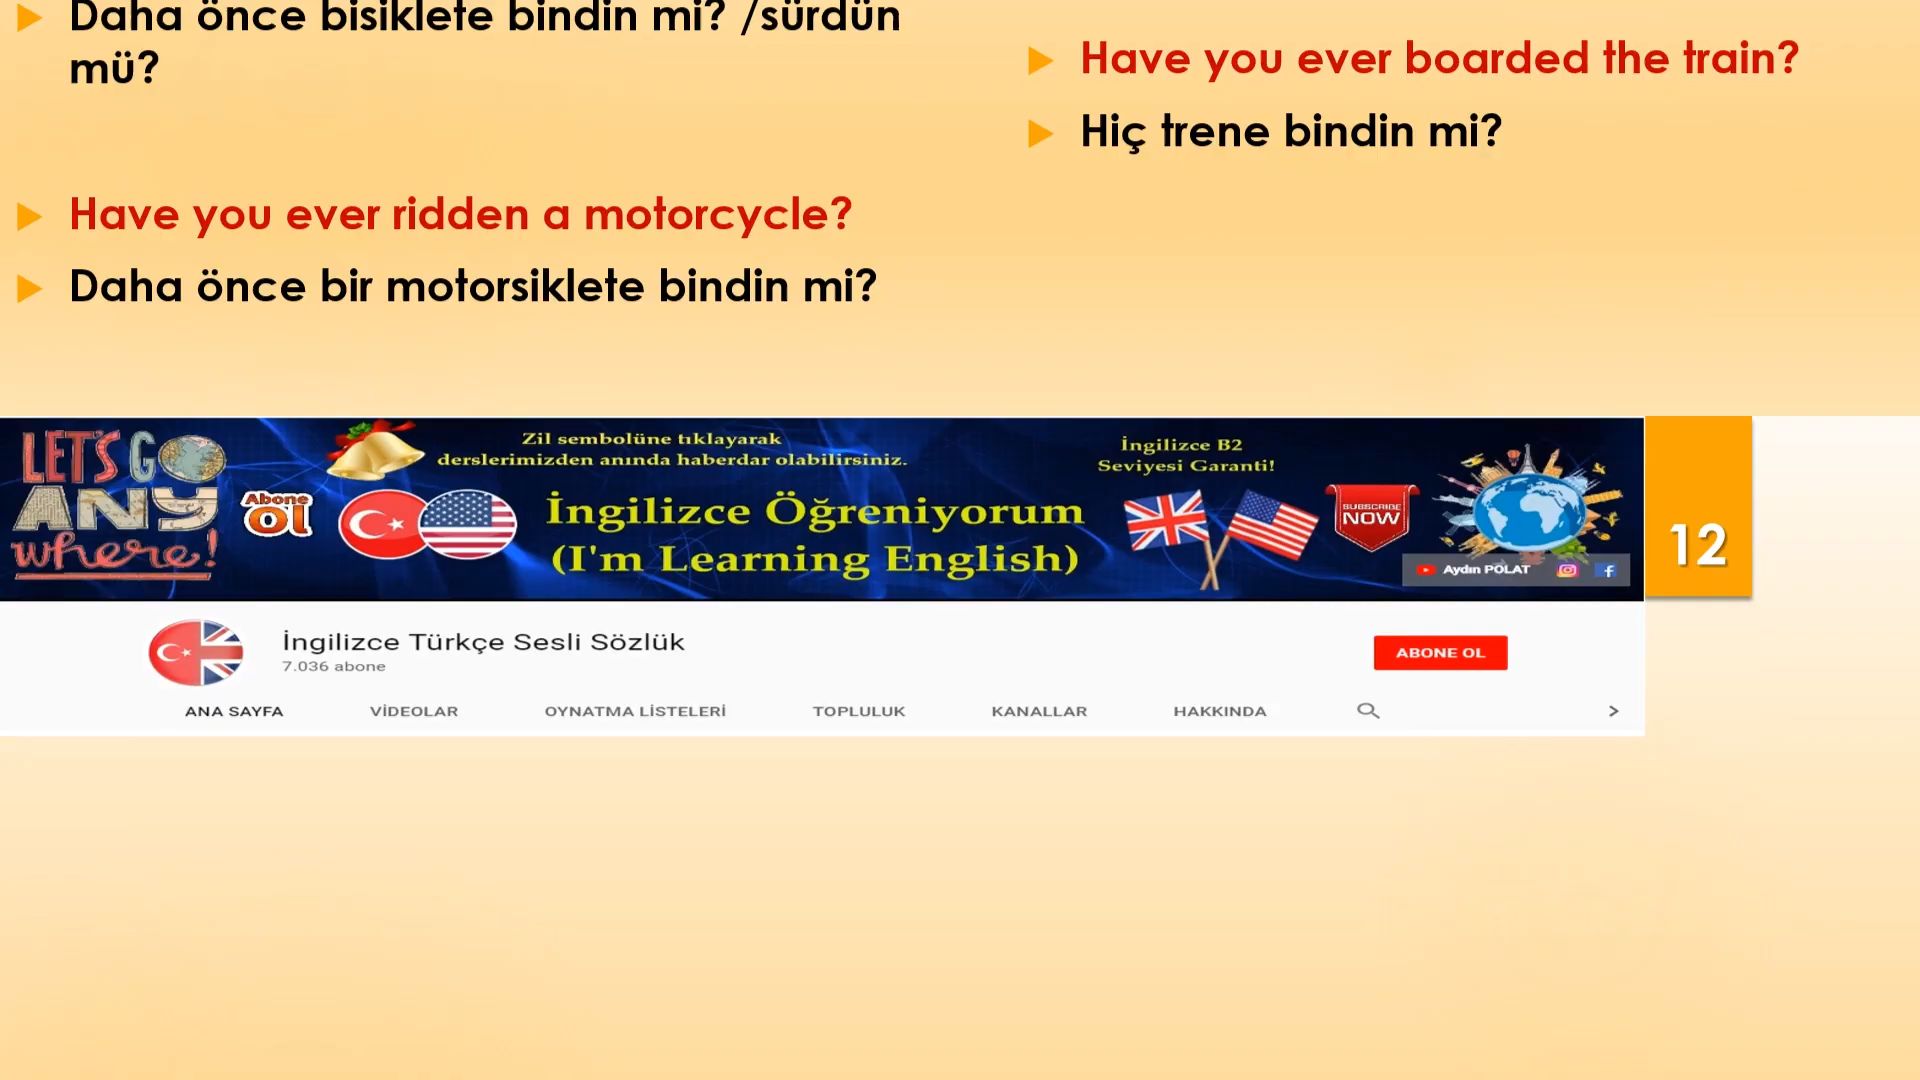 Daha önce bisiklete bindin mi? /sürdün
mü?
Have you ever ridden a motorcycle?
Daha önce bir motorsiklete bindin mi?
Have you ever boarded the train?
Hiç trene bindin mi?
LET'S GO
ANY
where!
Abone
Ol
Zil sembolüne tıklayarak
derslerimizden anında haberdar olabilirsiniz.
İngilizce Öğreniyorum
(I'm Learning English)
İngilizce B2
Seviyesi Garanti!
SUBSCRIBE
NOW
Aydın POLAT
12
İngilizce Türkçe Sesli Sözlük
7.036 abone
ABONE OL
ANA SAYFA VİDEOLAR OYNATMA LİSTELERİ TOPLULUK KANALLAR HAKKINDA